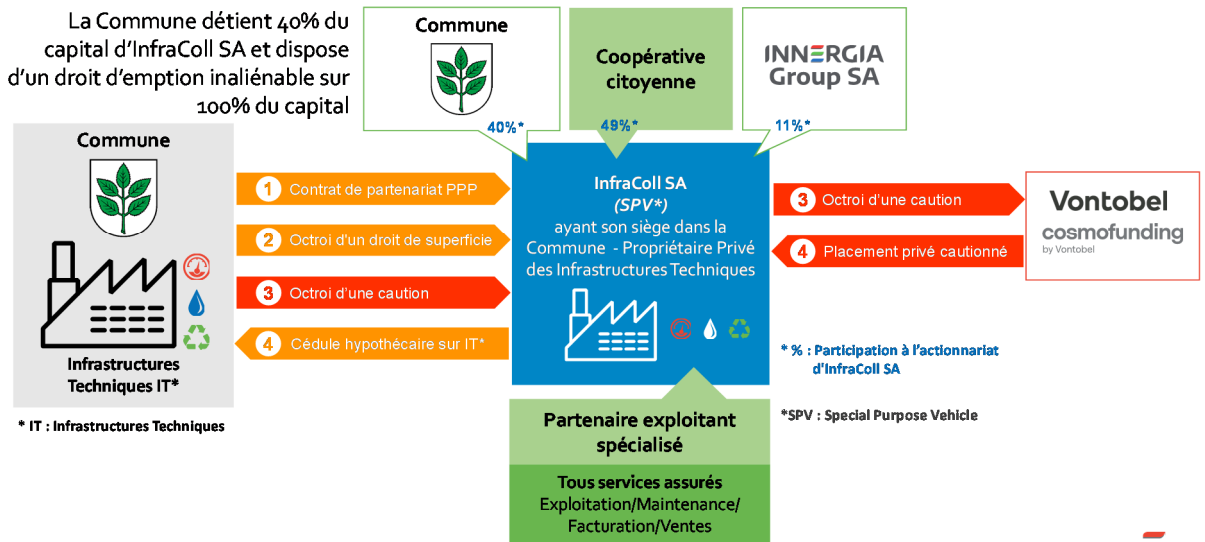 La Commune détient 40% du
capital d'InfraColl SA et dispose
d'un droit d'emption inaliénable sur
100% du capital
Commune
40%*
Coopérative
citoyenne
49%*
INNERGIA
Group SA
11%*
Commune
Infrastructures
Techniques IT*
* IT : Infrastructures Techniques
1 Contrat de partenariat PPP
2 Octroi d'un droit de superficie
3 Octroi d'une caution
4 Cédule hypothécaire sur IT*
InfraColl SA
(SPV*)
ayant son siège dans la
Commune - Propriétaire Privé
des Infrastructures Techniques
3 Octroi d'une caution
4 Placement privé cautionné
Vontobel
cosmofunding
by Vontobel
* % : Participation à l'actionnariat
d'InfraColl SA
*SPV : Special Purpose Vehicle
Partenaire exploitant
spécialisé
Tous services assurés
Exploitation/Maintenance/
Facturation/Ventes